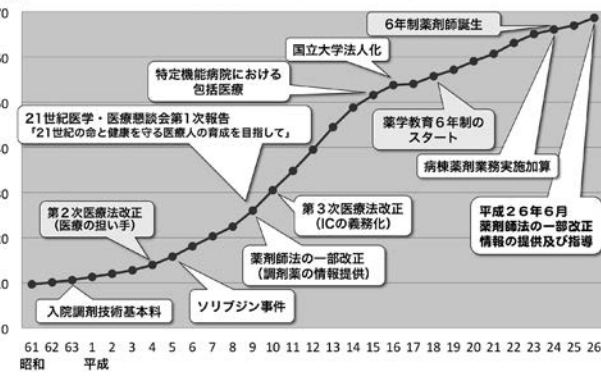 70
60
50
40
30
20
10
0
6年制薬剤師誕生
国立大学法人化
特定機能病院における
包括医療
21世紀医学・医療懇談会第1次報告
「21世紀の命と健康を守る医療人の育成を目指して」
薬学教育6年制の
スタート
病棟薬剤業務実施加算
第2次医療法改正
(医療の担い手)
第3次医療法改正
(ICの義務化)
平成26年6月
薬剤師法の一部改正
情報の提供及び指導
薬剤師法の一部改正
(調剤薬の情報提供)
入院調剤技術基本料
ソリブジン事件
61 62 63 1 2 3 4 5 6 7 8 9 10 11 12 13 14 15 16 17 18 19 20 21 22 23 24 25 26
昭和 平成